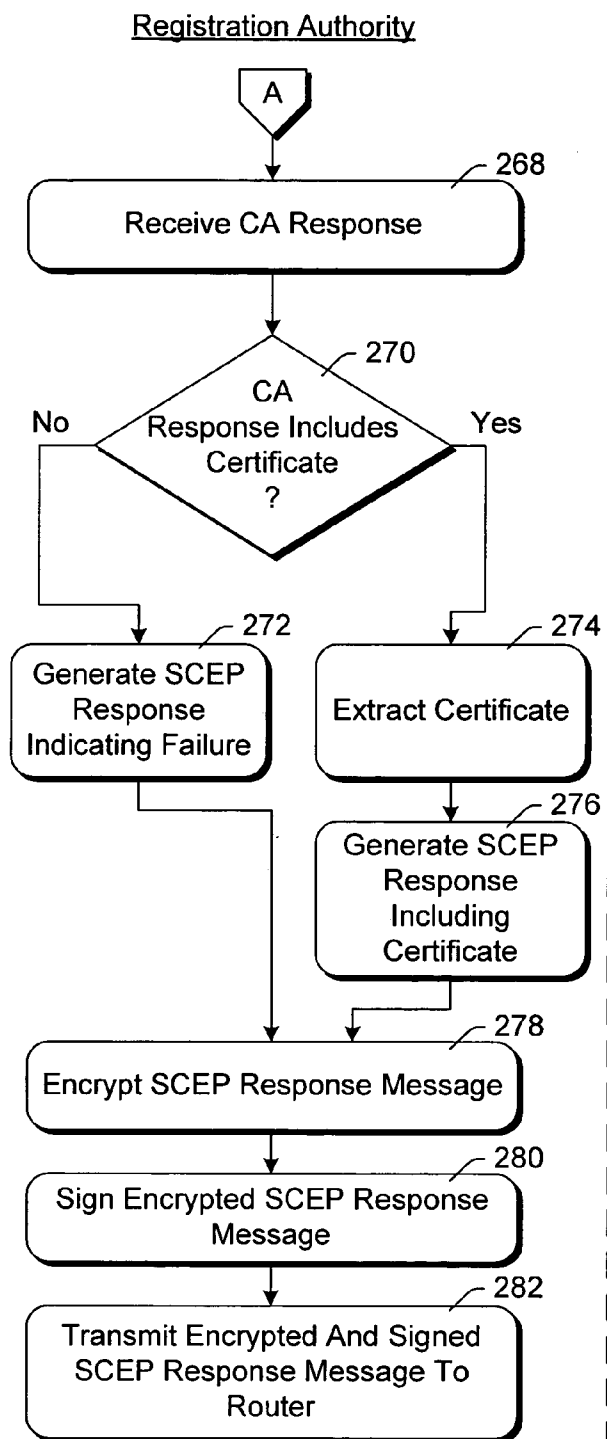 Registration Authority
A
268
Receive CA Response
270
CA
Response Includes
Certificate
?
No
Yes
272
Generate SCEP
Response
Indicating Failure
274
Extract Certificate
276
Generate SCEP
Response
Including
Certificate
278
Encrypt SCEP Response Message
280
Sign Encrypted SCEP Response
Message
282
Transmit Encrypted And Signed
SCEP Response Message To
Router